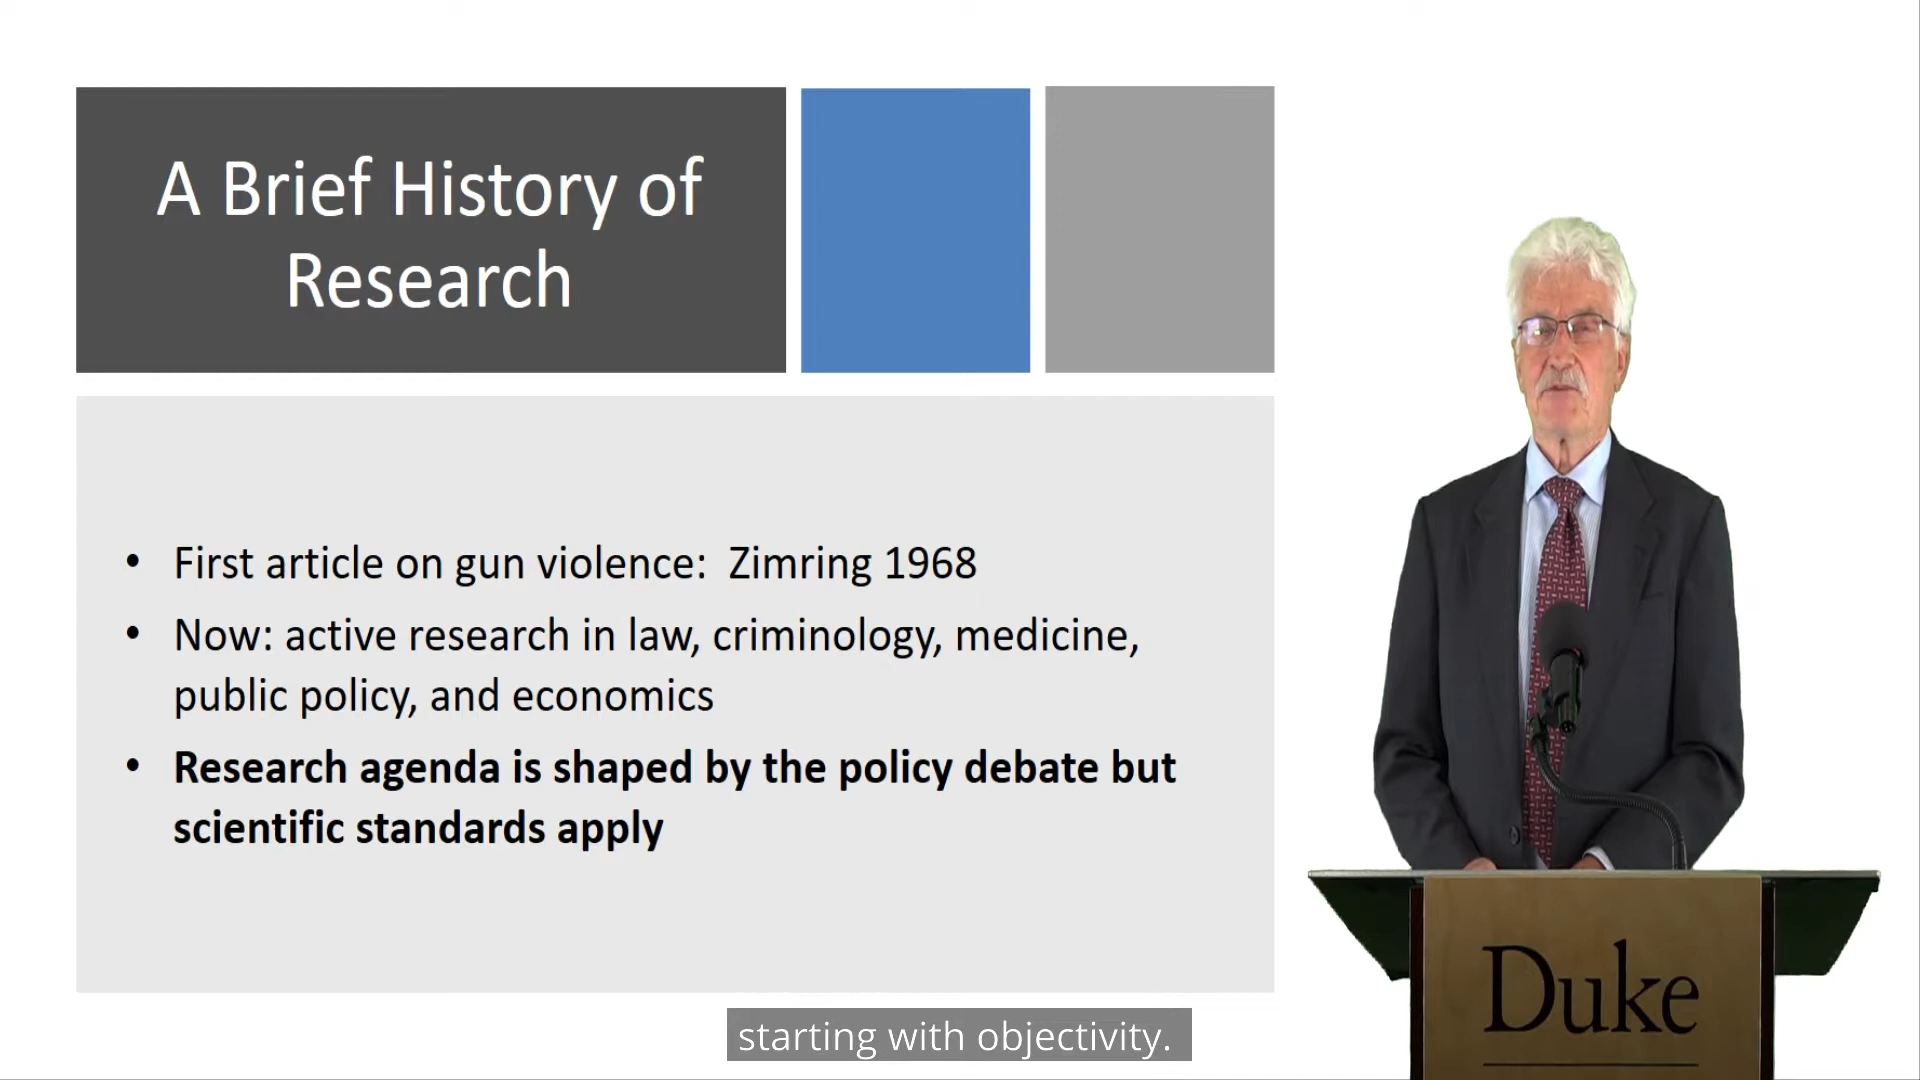 A Brief History of
Research
• First article on gun violence:  Zimring 1968
• Now: active research in law, criminology, medicine,
public policy, and economics
• Research agenda is shaped by the policy debate but
scientific standards apply
Duke
starting with objectivity.